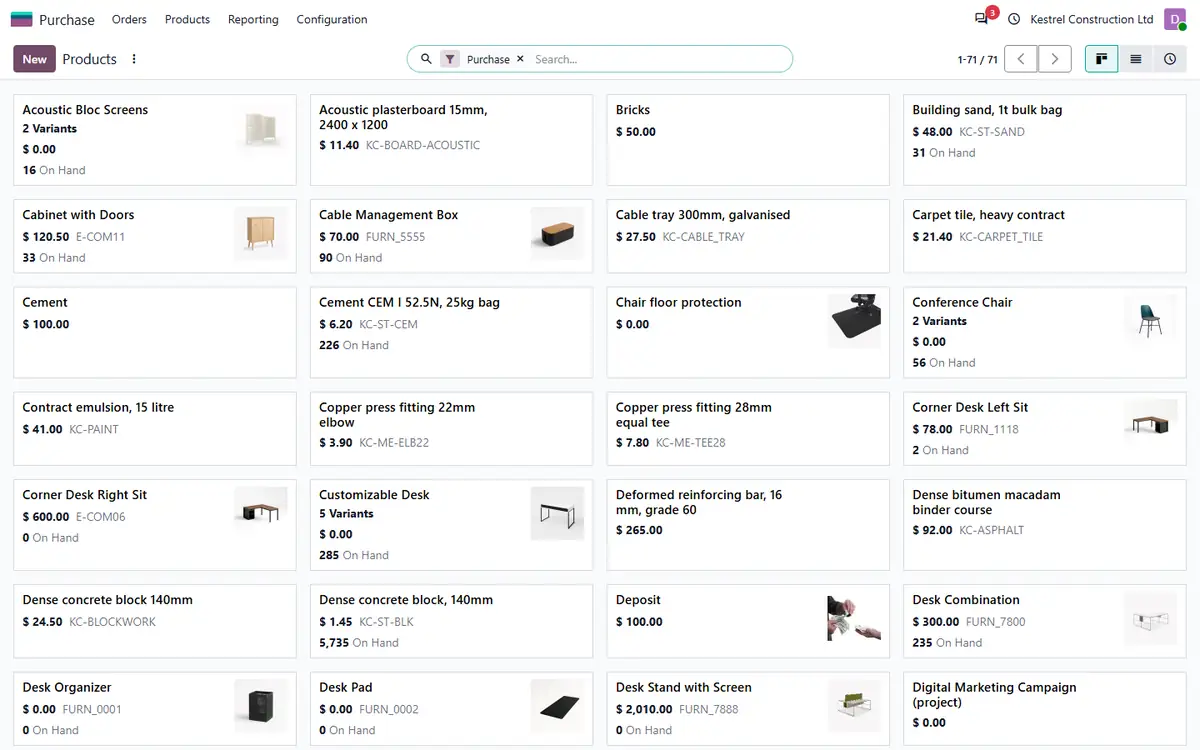 Purchase Orders Products Reporting Configuration 3 Kestrel Construction Ltd D
New Products Purchase × Search... 1-71 / 71
Acoustic Bloc Screens
2 Variants
$ 0.00
16 On Hand
Acoustic plasterboard 15mm,
2400 x 1200
$ 11.40 KC-BOARD-ACOUSTIC
Bricks
$ 50.00
Building sand, 1t bulk bag
$ 48.00 KC-ST-SAND
31 On Hand
Cabinet with Doors
$ 120.50 E-COM11
33 On Hand
Cable Management Box
$ 70.00 FURN_5555
90 On Hand
Cable tray 300mm, galvanised
$ 27.50 KC-CABLE_TRAY
Carpet tile, heavy contract
$ 21.40 KC-CARPET_TILE
Cement
$ 100.00
Cement CEM I 52.5N, 25kg bag
$ 6.20 KC-ST-CEM
226 On Hand
Chair floor protection
$ 0.00
Conference Chair
2 Variants
$ 0.00
56 On Hand
Contract emulsion, 15 litre
$ 41.00 KC-PAINT
Copper press fitting 22mm
elbow
$ 3.90 KC-ME-ELB22
Copper press fitting 28mm
equal tee
$ 7.80 KC-ME-TEE28
Corner Desk Left Sit
$ 78.00 FURN_1118
2 On Hand
Corner Desk Right Sit
$ 600.00 E-COM06
0 On Hand
Customizable Desk
5 Variants
$ 0.00
285 On Hand
Deformed reinforcing bar, 16
mm, grade 60
$ 265.00
Dense bitumen macadam
binder course
$ 92.00 KC-ASPHALT
Dense concrete block 140mm
$ 24.50 KC-BLOCKWORK
Dense concrete block, 140mm
$ 1.45 KC-ST-BLK
5,735 On Hand
Deposit
$ 100.00
Desk Combination
$ 300.00 FURN_7800
235 On Hand
Desk Organizer
$ 0.00 FURN_0001
0 On Hand
Desk Pad
$ 0.00 FURN_0002
0 On Hand
Desk Stand with Screen
$ 2,010.00 FURN_7888
0 On Hand
Digital Marketing Campaign
(project)
$ 0.00